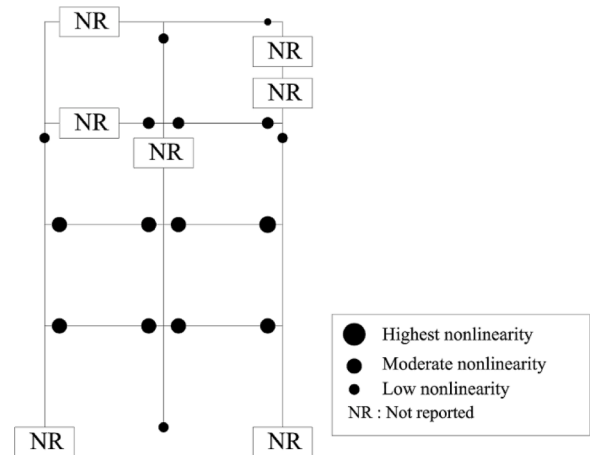 NR
NR
NR
NR
NR
NR
NR
Highest nonlinearity
Moderate nonlinearity
Low nonlinearity
NR : Not reported